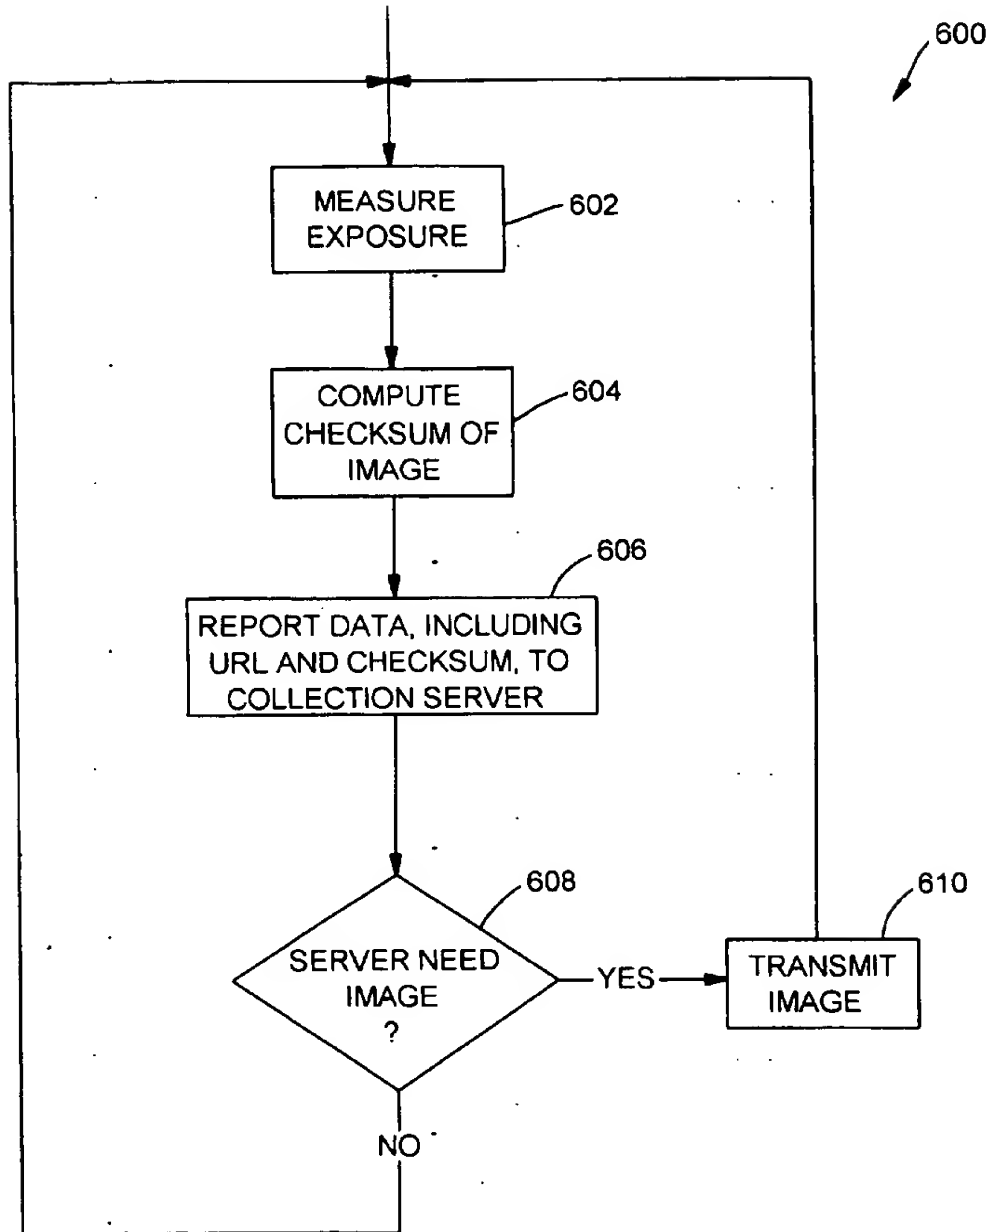 600
MEASURE
EXPOSURE
602
COMPUTE
CHECKSUM OF
IMAGE
604
606
REPORT DATA, INCLUDING
URL AND CHECKSUM, TO
COLLECTION SERVER
608
SERVER NEED
IMAGE
?
YES
610
TRANSMIT
IMAGE
NO